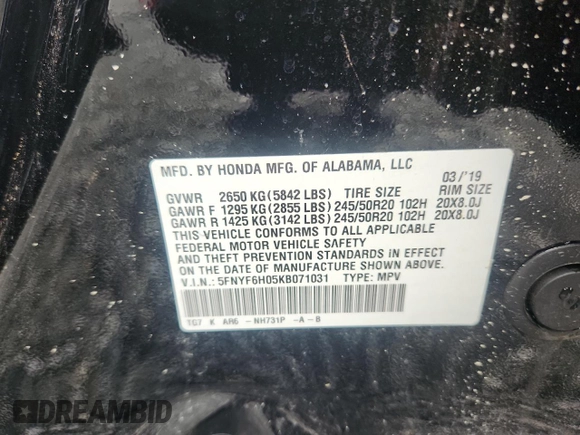 MFD. BY HONDA MFG. OF ALABAMA, LLC 03/'19
GVWR 2650 KG(5842 LBS) TIRE SIZE RIM SIZE
GAWR F 1295 KG(2855 LBS) 245/50R20 102H 20X8.0J
GAWR R 1425 KG(3142 LBS) 245/50R20 102H 20X8.0J
THIS VEHICLE CONFORMS TO ALL APPLICABLE
FEDERAL MOTOR VEHICLE SAFETY
AND THEFT PREVENTION STANDARDS IN EFFECT
ON THE DATE OF MANUFACTURE SHOWN ABOVE.
V.I.N.: 5FNYF6H05KB071031 TYPE: MPV
TG7 K AR6 -NH731P -A-B
DREAMBID